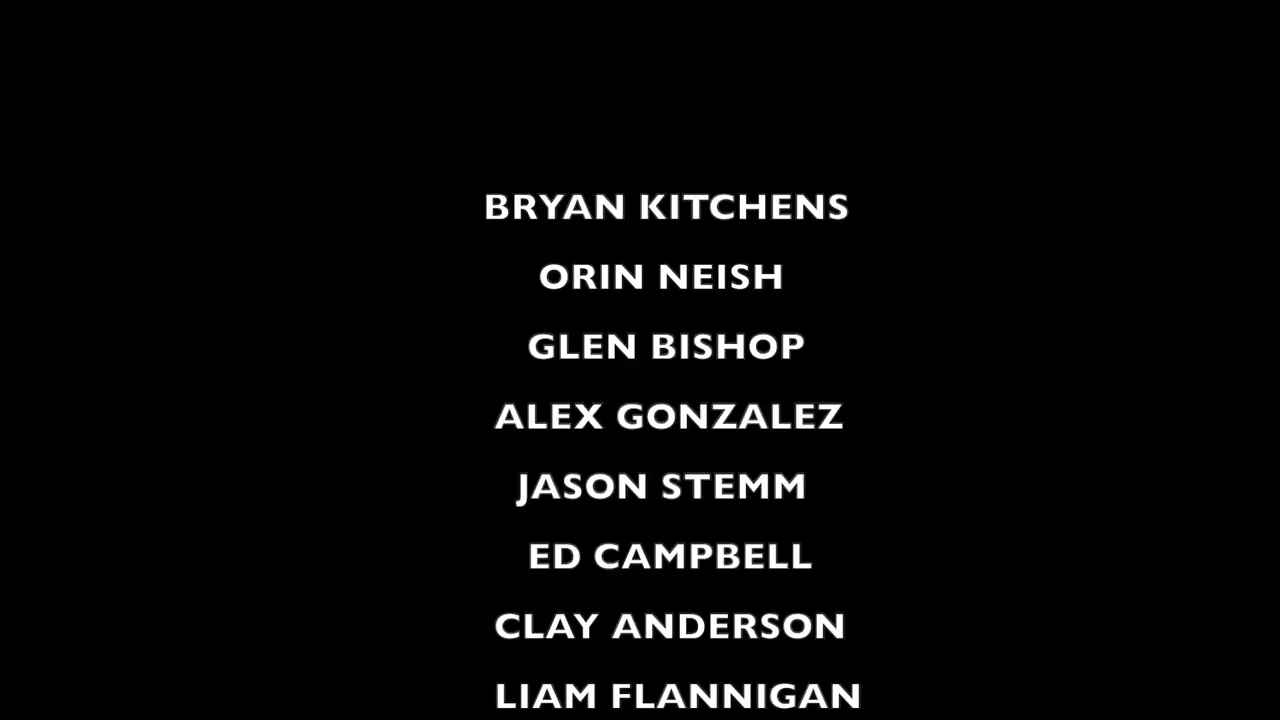 BRYAN KITCHENS
ORIN NEISH
GLEN BISHOP
ALEX GONZALEZ
JASON STEMM
ED CAMPBELL
CLAY ANDERSON
LIAM FLANNIGAN